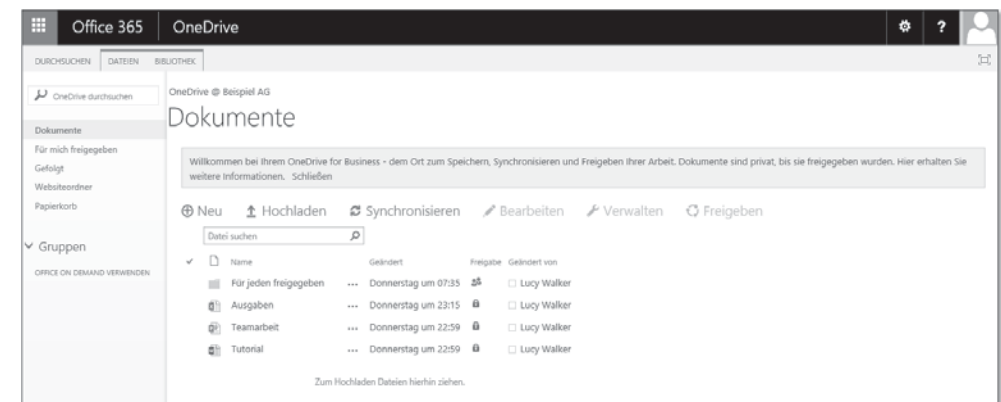 Office 365 OneDrive ?
DURCHSUCHEN DATEIEN BIBLIOTHEK
OneDrive durchsuchen
Dokumente
Für mich freigegeben
Gefolgt
Websiteordner
Papierkorb
Gruppen
OFFICE ON DEMAND VERWENDEN
OneDrive @ Beispiel AG
Dokumente
Willkommen bei Ihrem OneDrive for Business - dem Ort zum Speichern, Synchronisieren und Freigeben Ihrer Arbeit. Dokumente sind privat, bis sie freigegeben wurden. Hier erhalten Sie
weitere Informationen. Schließen
Neu Hochladen Synchronisieren Bearbeiten Verwalten Freigeben
Datei suchen
Name Geändert Freigabe Geändert von
Für jeden freigegeben ... Donnerstag um 07:35 Lucy Walker
Ausgaben ... Donnerstag um 23:15 Lucy Walker
Teamarbeit ... Donnerstag um 22:59 Lucy Walker
Tutorial ... Donnerstag um 22:59 Lucy Walker
Zum Hochladen Dateien hierhin ziehen.